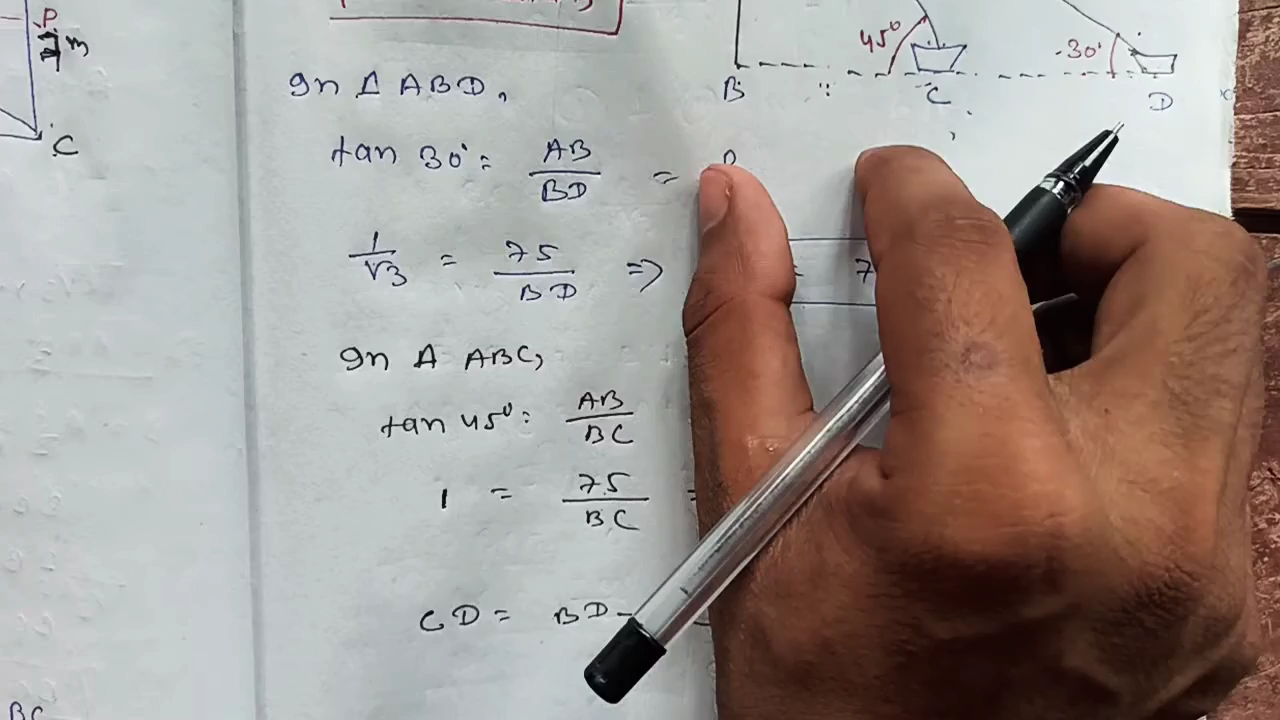 P
m
C
45°
30°
B
C
D
In Δ ABD,
tan 30° = AB/BD =
1/√3 = 75/BD =>
= 7
In Δ ABC,
tan 45° = AB/BC
1 = 75/BC =
CD = BD -
BC